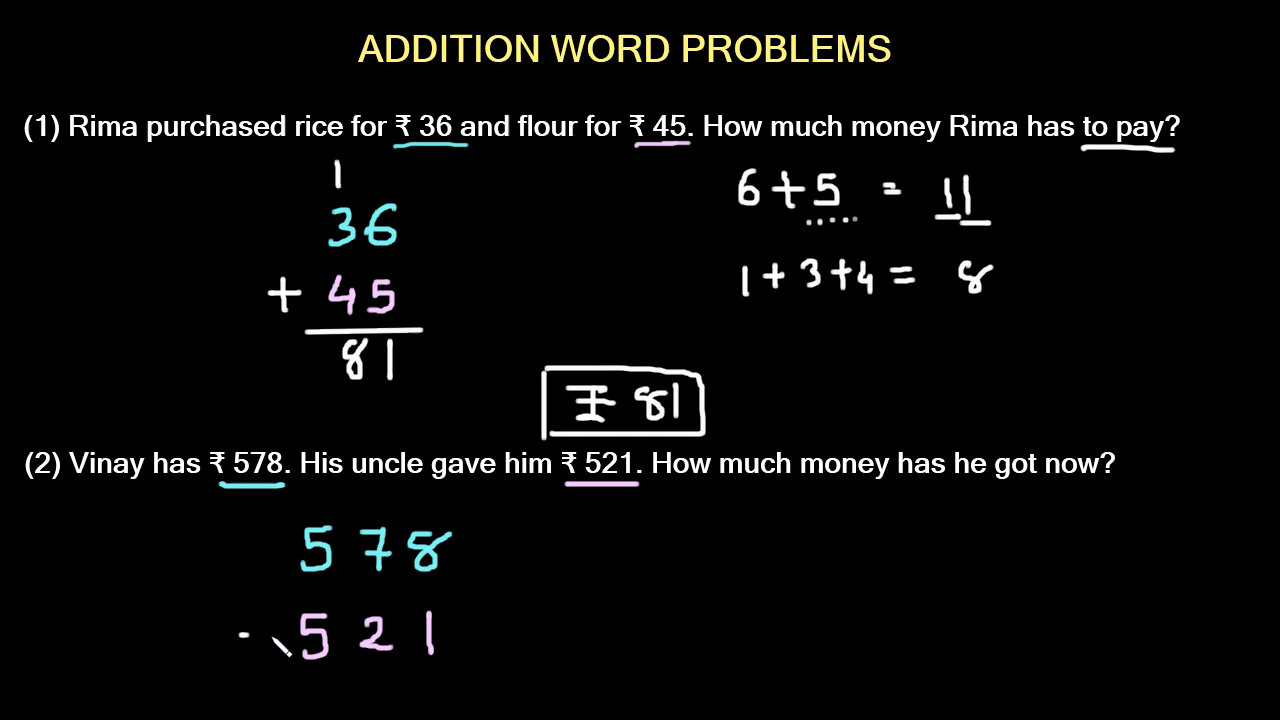 ADDITION WORD PROBLEMS
(1) Rima purchased rice for ₹ 36 and flour for ₹ 45. How much money Rima has to pay?
1
36
+ 45
81
6 + 5 = 11
1 + 3 + 4 = 8
₹ 81
(2) Vinay has ₹ 578. His uncle gave him ₹ 521. How much money has he got now?
5 7 8
- 5 2 1